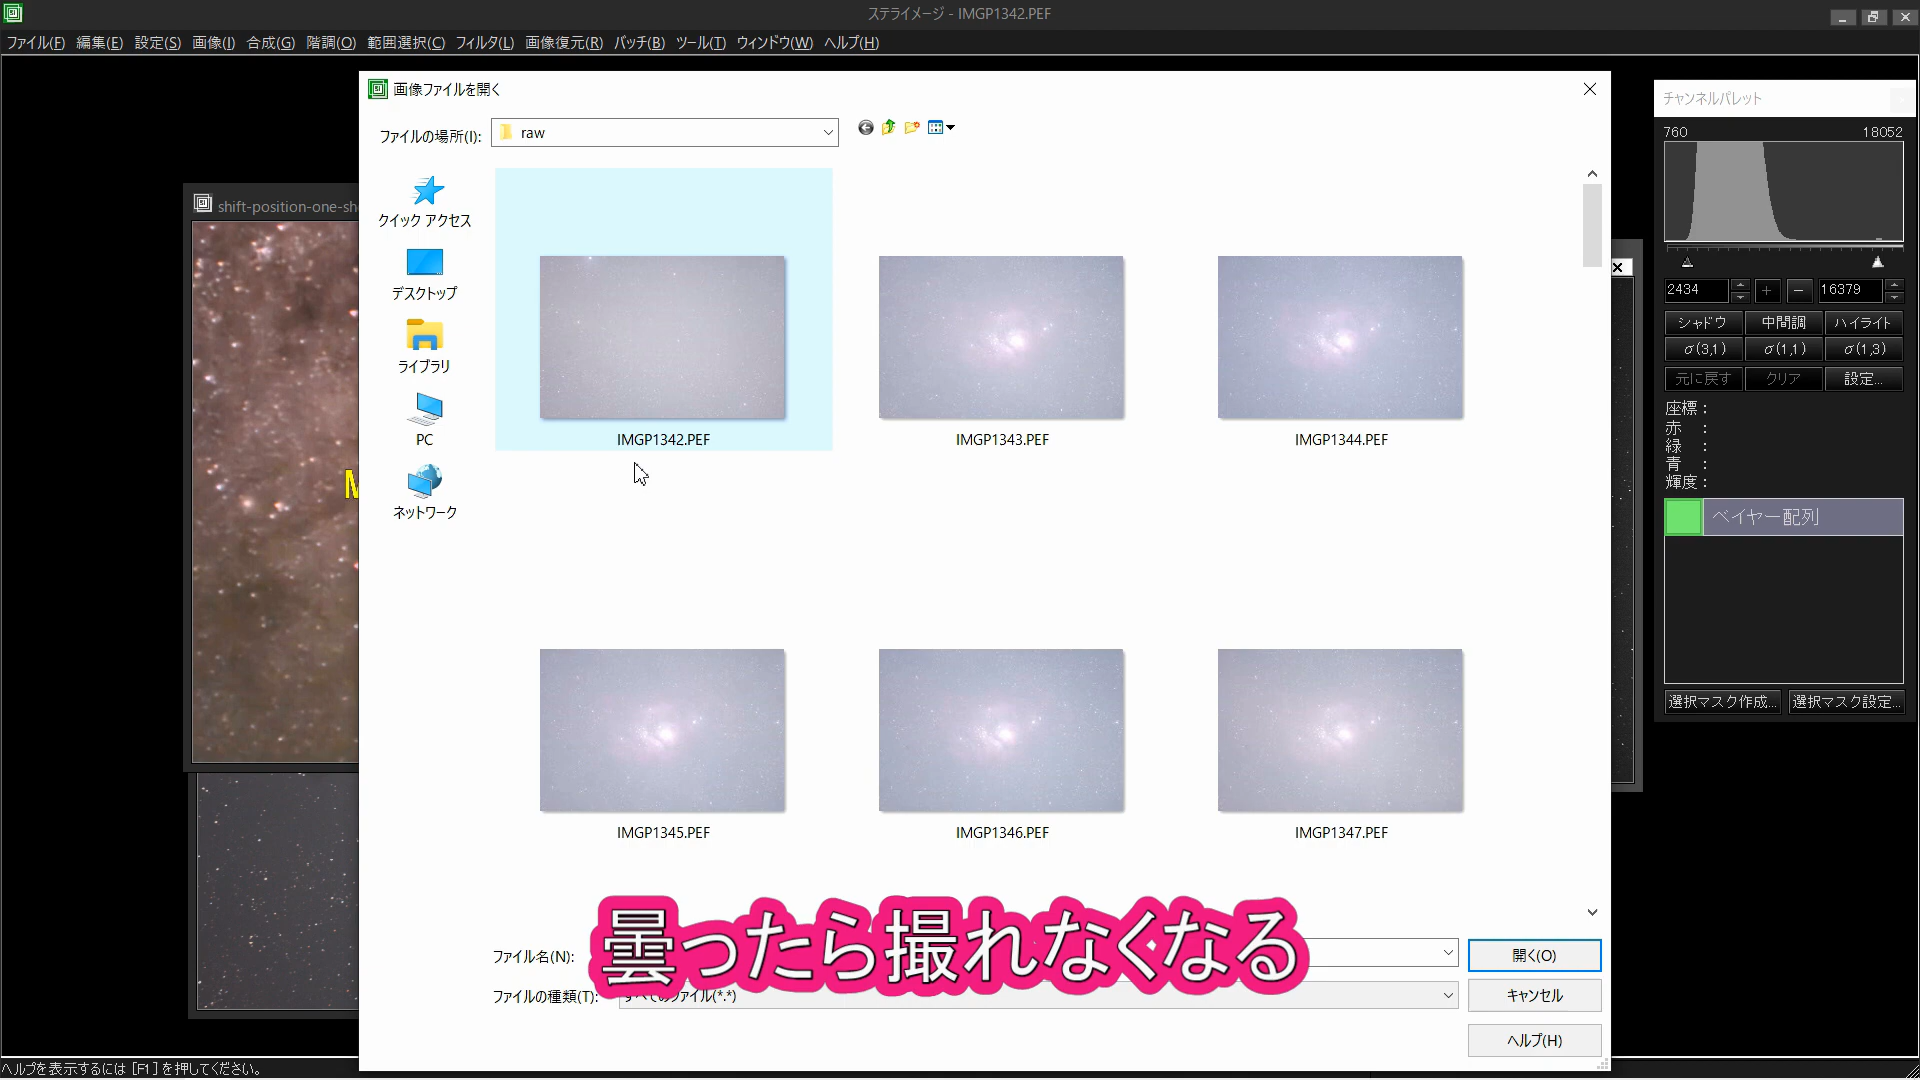 ステライメージ - IMGP1342.PEF
ファイル(F) 編集(E) 設定(S) 画像(I) 合成(G) 階調(O) 範囲選択(C) フィルタ(L) 画像復元(R) バッチ(B) ツール(T) ウィンドウ(W) ヘルプ(H)
画像ファイルを開く
ファイルの場所(I):
raw
クイック アクセス
デスクトップ
ライブラリ
PC
ネットワーク
shift-position-one-sh
M
IMGP1342.PEF
IMGP1343.PEF
IMGP1344.PEF
IMGP1345.PEF
IMGP1346.PEF
IMGP1347.PEF
曇ったら撮れなくなる
ファイル名(N):
ファイルの種類(T):
すべてのファイル(*.*)
開く(O)
キャンセル
ヘルプ(H)
チャンネルパレット
760 18052
2434 + − 16379
シャドウ 中間調 ハイライト
σ(3,1) σ(1,1) σ(1,3)
元に戻す クリア 設定...
座標：
赤 ：
緑 ：
青 ：
輝度：
ベイヤー配列
選択マスク作成... 選択マスク設定...
ヘルプを表示するには [F1] を押してください。